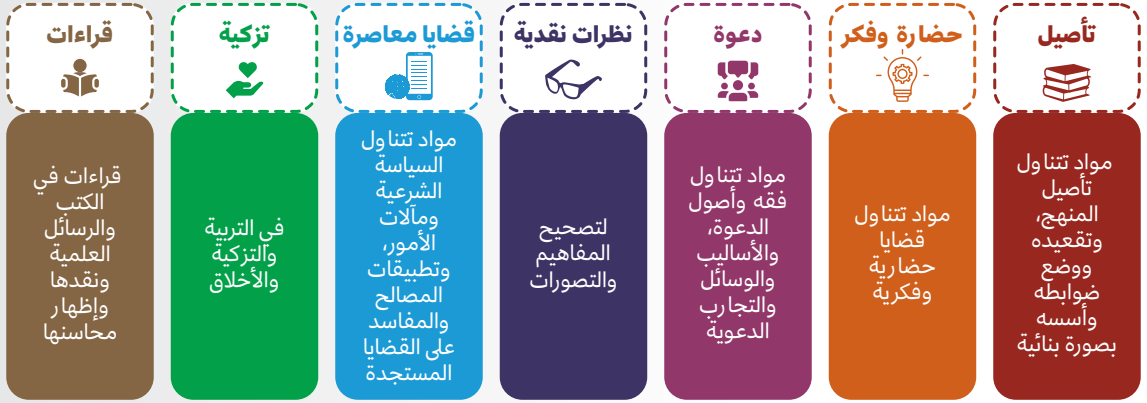 تأصيل
مواد تتناول
تأصيل
المنهج،
وتقعيده
ووضع
ضوابطه
وأسسه
بصورة بنائية
حضارة وفكر
مواد تتناول
قضايا
حضارية
وفكرية
دعوة
مواد تتناول
فقه وأصول
الدعوة،
والأساليب
والوسائل
والتجارب
الدعوية
نظرات نقدية
لتصحيح
المفاهيم
والتصورات
قضايا معاصرة
مواد تتناول
السياسة
الشرعية
ومآلات
الأمور،
وتطبيقات
المصالح
والمفاسد
على القضايا
المستجدة
تزكية
في التربية
والتزكية
والأخلاق
قراءات
قراءات في
الكتب
والرسائل
العلمية
ونقدها
وإظهار
محاسنها